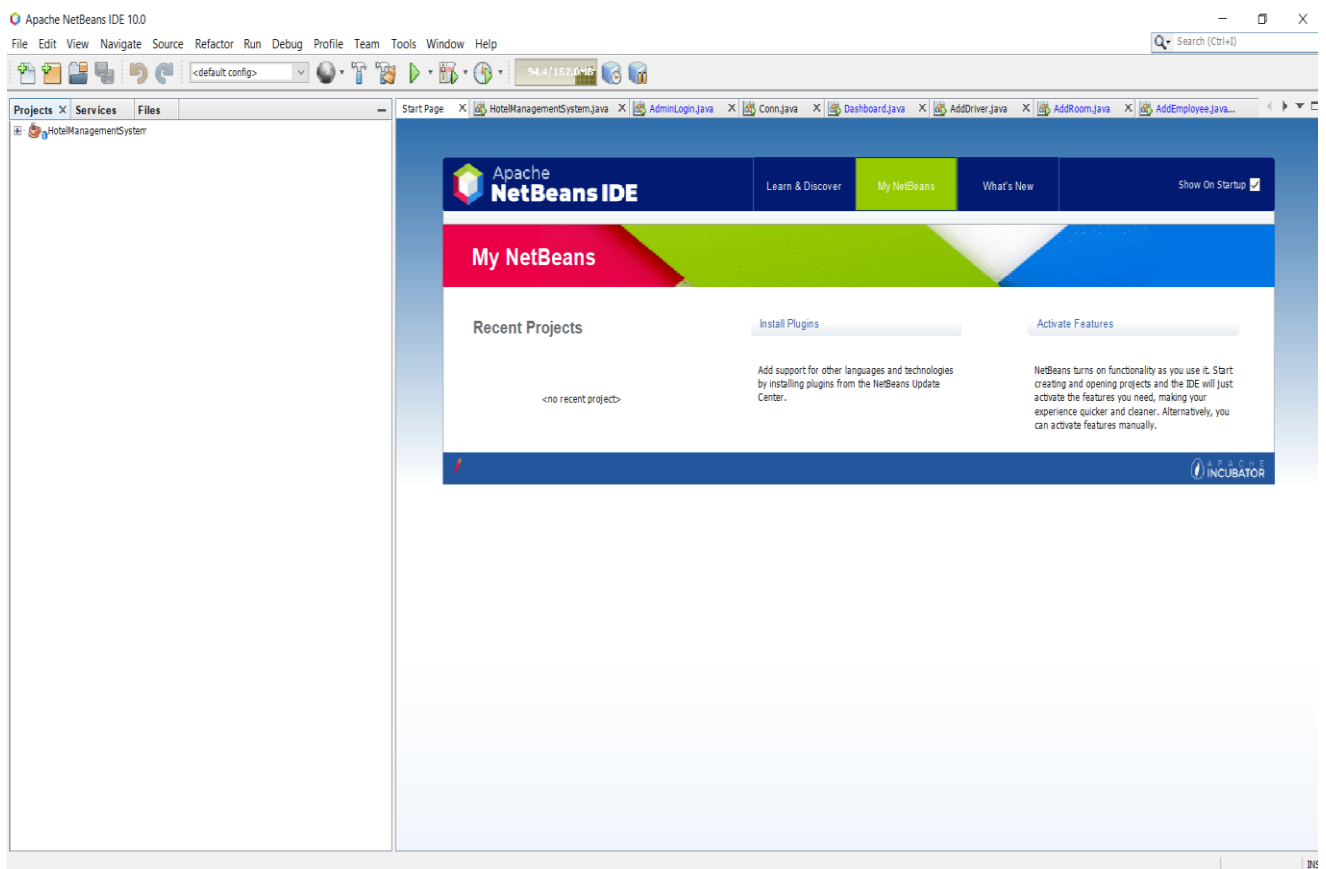 Apache NetBeans IDE 10.0
File Edit View Navigate Source Refactor Run Debug Profile Team Tools Window Help
Search (Ctrl+I)
<default config>
94.4/162.0MB
Projects Services Files
Start Page HotelManagementSystem.java AdminLogin.java Conn.java Dashboard.java AddDriver.java AddRoom.java AddEmployee.java...
HotelManagementSystem
Apache
NetBeans IDE
Learn & Discover My NetBeans What's New Show On Startup
My NetBeans
Recent Projects
<no recent project>
Install Plugins
Add support for other languages and technologies
by installing plugins from the NetBeans Update
Center.
Activate Features
NetBeans turns on functionality as you use it. Start
creating and opening projects and the IDE will just
activate the features you need, making your
experience quicker and cleaner. Alternatively, you
can activate features manually.
APACHE
INCUBATOR
INS